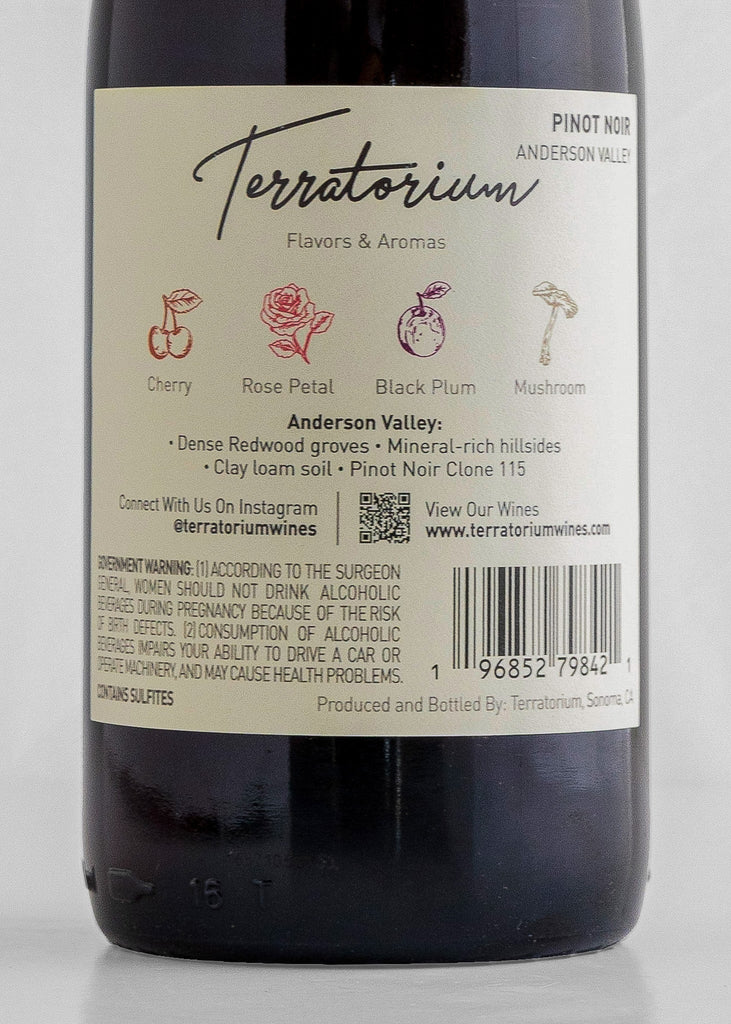 PINOT NOIR
ANDERSON VALLEY
Terratorium
Flavors & Aromas
Cherry Rose Petal Black Plum Mushroom
Anderson Valley:
• Dense Redwood groves • Mineral-rich hillsides
• Clay loam soil • Pinot Noir Clone 115
Connect With Us On Instagram
@terratoriumwines
View Our Wines
www.terratoriumwines.com
GOVERNMENT WARNING: (1) ACCORDING TO THE SURGEON
GENERAL, WOMEN SHOULD NOT DRINK ALCOHOLIC
BEVERAGES DURING PREGNANCY BECAUSE OF THE RISK
OF BIRTH DEFECTS. (2) CONSUMPTION OF ALCOHOLIC
BEVERAGES IMPAIRS YOUR ABILITY TO DRIVE A CAR OR
OPERATE MACHINERY, AND MAY CAUSE HEALTH PROBLEMS.
CONTAINS SULFITES
1 96852 79842 1
Produced and Bottled By: Terratorium, Sonoma, CA
16 T